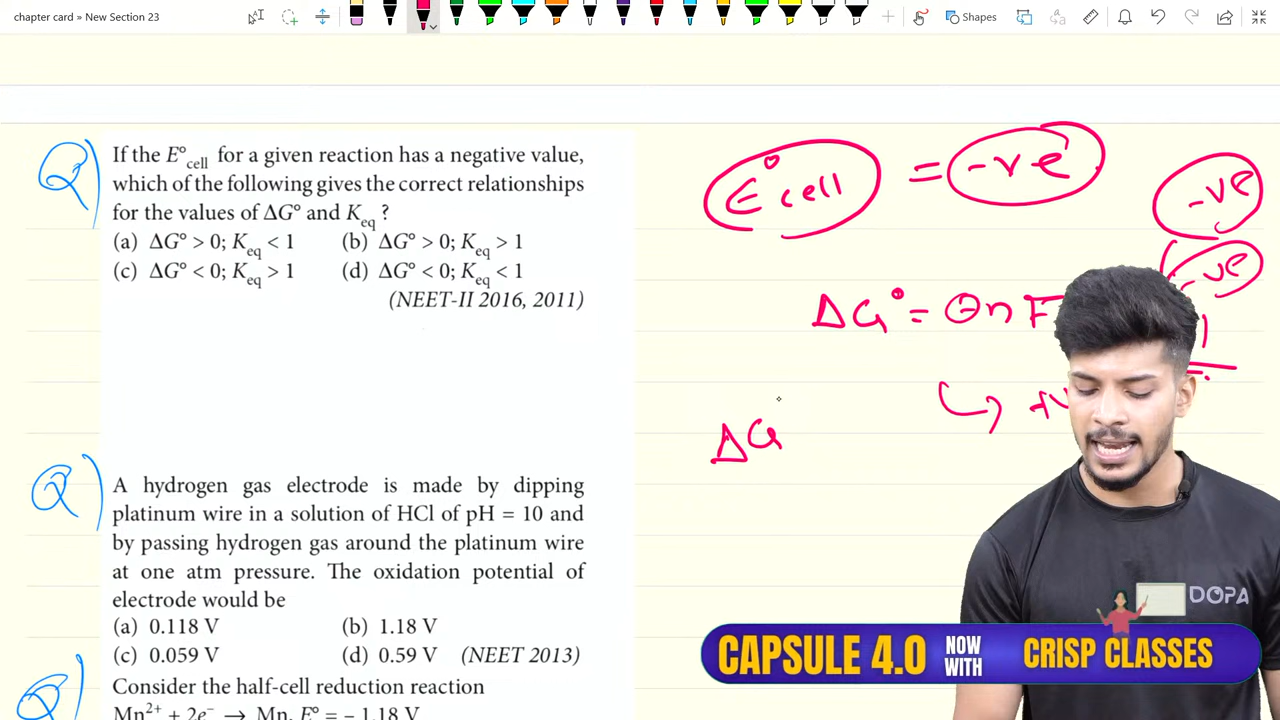 chapter card » New Section 23
Shapes
Q)
If the E°cell for a given reaction has a negative value,
which of the following gives the correct relationships
for the values of ΔG° and Keq ?
(a) ΔG° > 0; Keq < 1 (b) ΔG° > 0; Keq > 1
(c) ΔG° < 0; Keq > 1 (d) ΔG° < 0; Keq < 1
(NEET-II 2016, 2011)
E°cell = -ve
-ve
-ve
ΔG° = -nF
ΔG
Q)
A hydrogen gas electrode is made by dipping
platinum wire in a solution of HCl of pH = 10 and
by passing hydrogen gas around the platinum wire
at one atm pressure. The oxidation potential of
electrode would be
(a) 0.118 V (b) 1.18 V
(c) 0.059 V (d) 0.59 V (NEET 2013)
Q)
Consider the half-cell reduction reaction
Mn²⁺ + 2e⁻ → Mn, E° = – 1.18 V
DOPA
CAPSULE 4.0 NOW WITH CRISP CLASSES